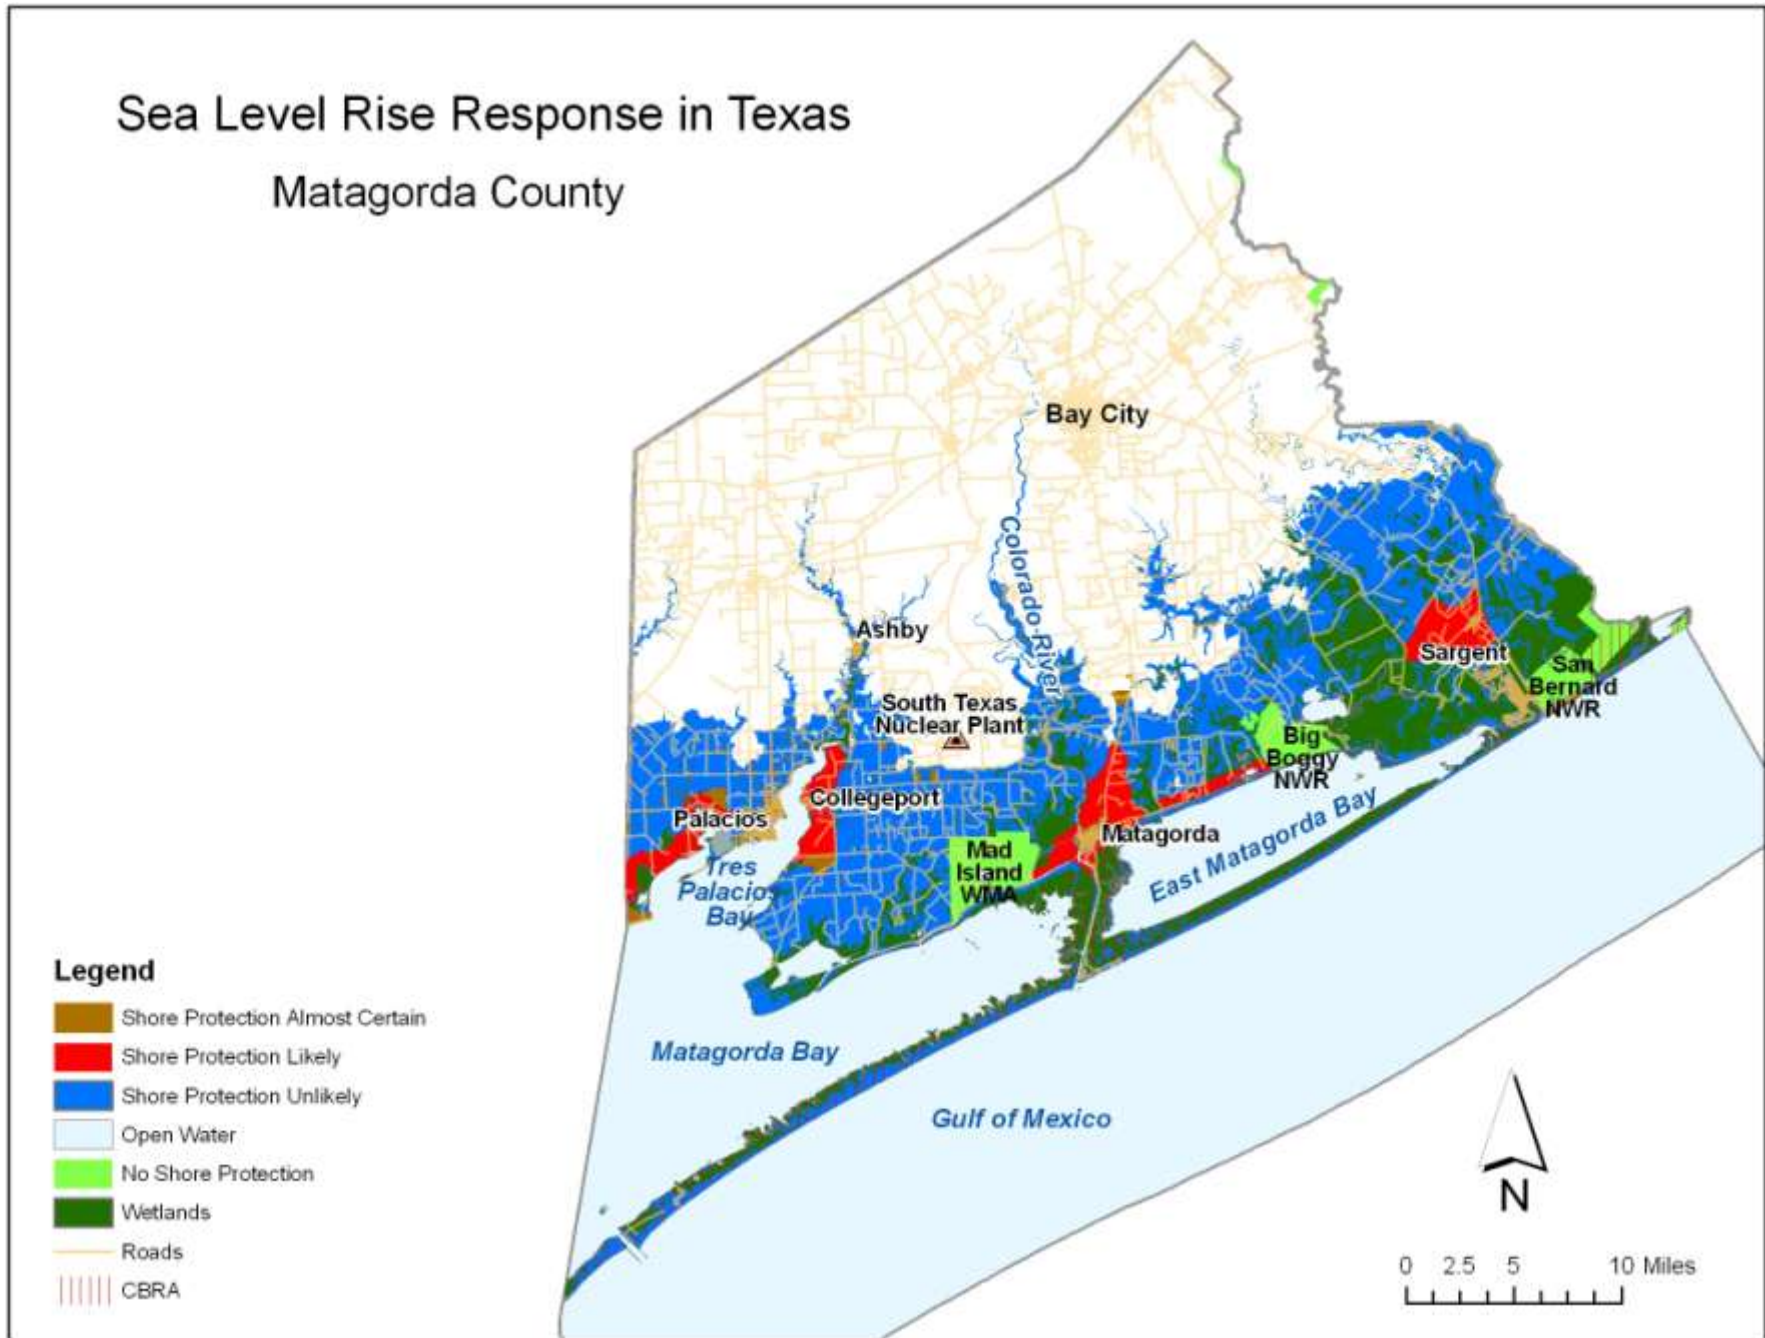 Sea Level Rise Response in Texas
Matagorda County
Bay City
Colorado River
Ashby
South Texas
Nuclear Plant
Sargent
San
Bernard
NWR
Big
Boggy
NWR
Collegeport
Palacios
Matagorda
Mad
Island
WMA
Tres
Palacios
Bay
East Matagorda Bay
Matagorda Bay
Gulf of Mexico
Legend
Shore Protection Almost Certain
Shore Protection Likely
Shore Protection Unlikely
Open Water
No Shore Protection
Wetlands
Roads
CBRA
N
0 2.5 5 10 Miles